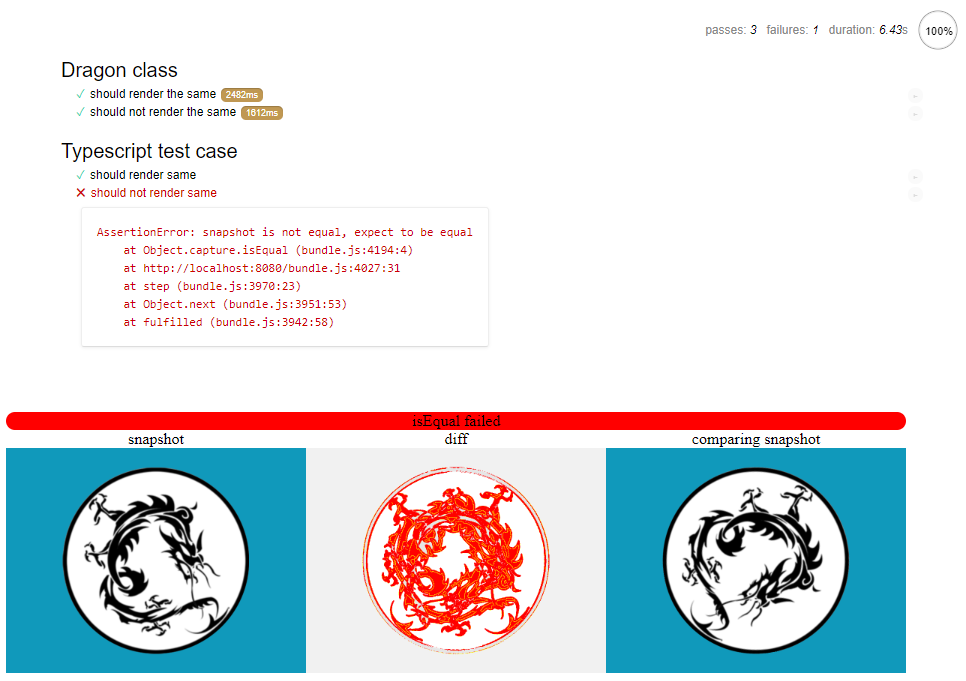 passes: 3 failures: 1 duration: 6.43s 100%
Dragon class
✓ should render the same 2482ms
✓ should not render the same 1612ms
Typescript test case
✓ should render same
✕ should not render same
AssertionError: snapshot is not equal, expect to be equal
at Object.capture.isEqual (bundle.js:4194:4)
at http://localhost:8080/bundle.js:4027:31
at step (bundle.js:3970:23)
at Object.next (bundle.js:3951:53)
at fulfilled (bundle.js:3942:58)
isEqual failed
snapshot diff comparing snapshot